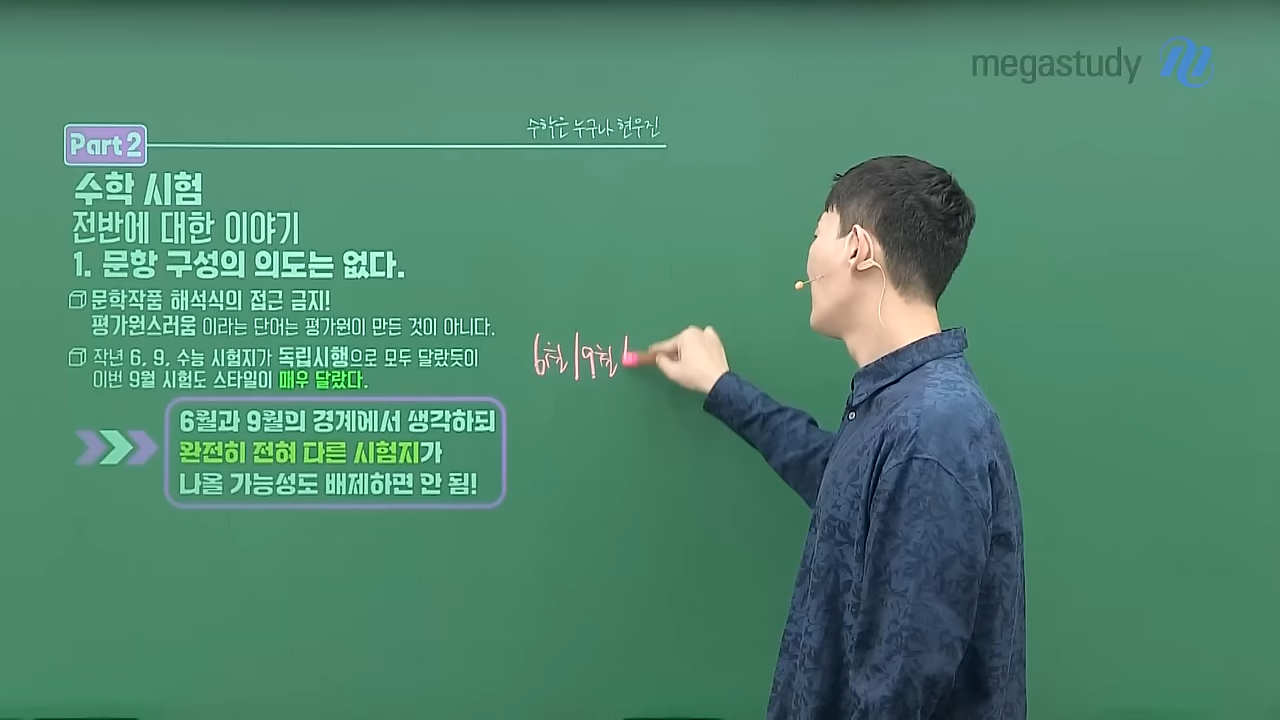 megastudy
수학은 누구나 현우진
Part 2
수학 시험
전반에 대한 이야기
1. 문항 구성의 의도는 없다.
문학작품 해석식의 접근 금지!
평가원스러움 이라는 단어는 평가원이 만든 것이 아니다.
작년 6, 9, 수능 시험지가 독립시행으로 모두 달랐듯이
이번 9월 시험도 스타일이 매우 달랐다.
6월 | 9월 |
6월과 9월의 경계에서 생각하되
완전히 전혀 다른 시험지가
나올 가능성도 배제하면 안 됨!